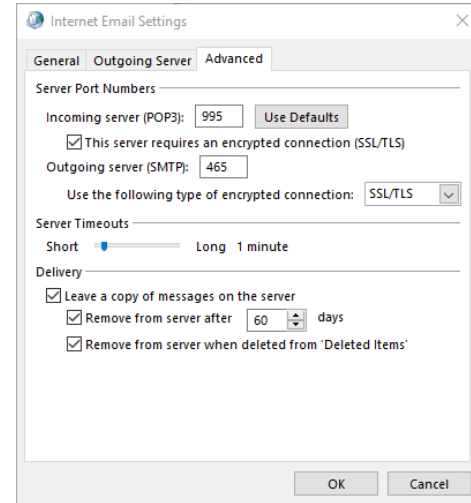 Internet Email Settings
General Outgoing Server Advanced
Server Port Numbers
Incoming server (POP3): 995 Use Defaults
This server requires an encrypted connection (SSL/TLS)
Outgoing server (SMTP): 465
Use the following type of encrypted connection: SSL/TLS
Server Timeouts
Short Long 1 minute
Delivery
Leave a copy of messages on the server
Remove from server after 60 days
Remove from server when deleted from 'Deleted Items'
OK Cancel